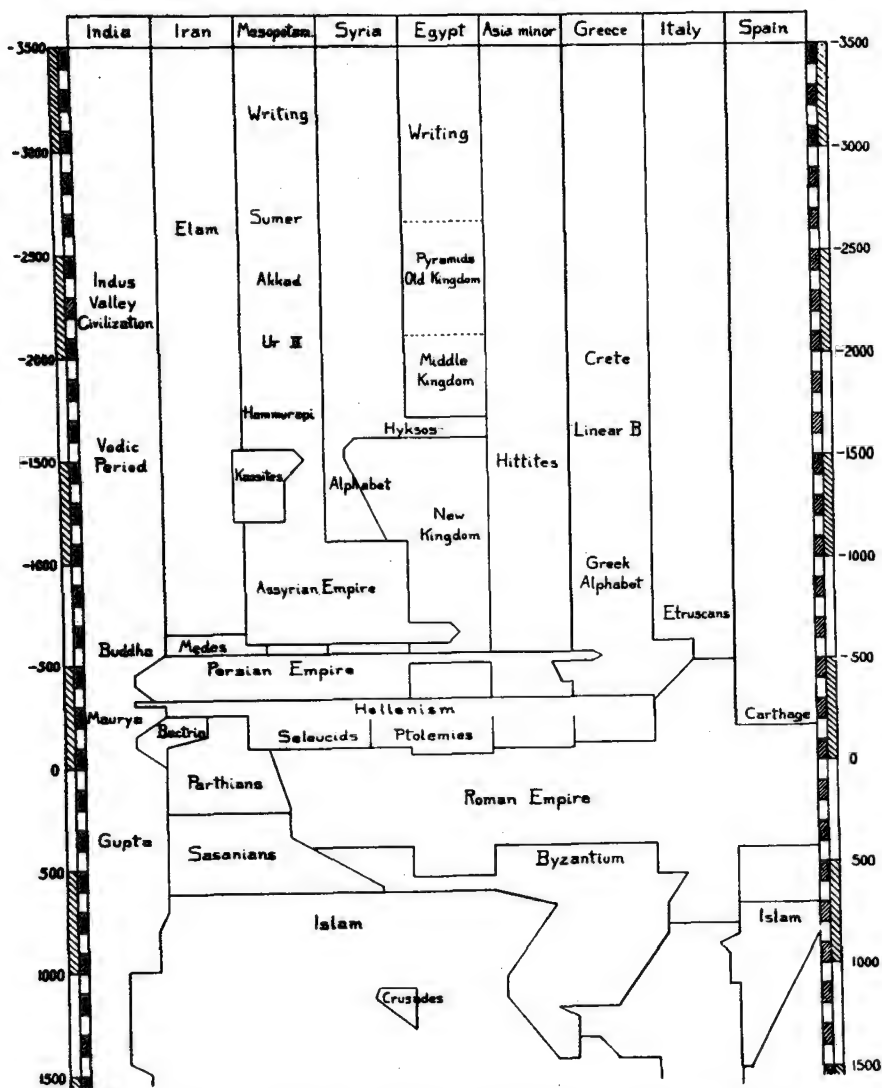 India Iran Mesopotam. Syria Egypt Asia minor Greece Italy Spain
-3500 -3500
Writing
Writing
-3000 -3000
Sumer
Elam
-2500 -2500
Pyramids
Old Kingdom
Akkad
Indus
Valley
Civilization
Ur III
-2000 -2000
Middle
Kingdom
Crete
Hammurapi
Hyksos
Linear B
Vedic
Period
-1500 -1500
Hittites
Kassites
Alphabet
New
Kingdom
-1000 -1000
Greek
Alphabet
Assyrian Empire
Etruscans
Buddha
Medes
-500 -500
Persian Empire
Hellenism
Maurya
Carthage
Bactria
Seleucids
Ptolemies
0 0
Parthians
Roman Empire
Gupta
Sasanians
Byzantium
500 500
Islam
Islam
1000 1000
Crusades
1500 1500